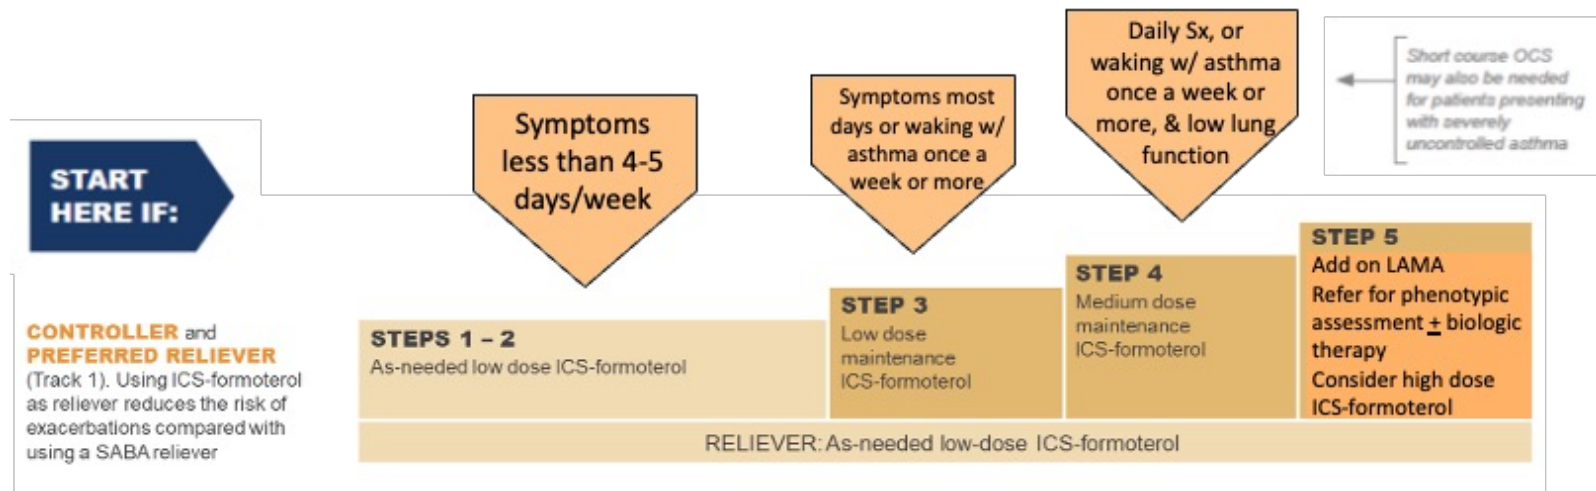 START
HERE IF:
Symptoms
less than 4-5
days/week
Symptoms most
days or waking w/
asthma once a
week or more
Daily Sx, or
waking w/ asthma
once a week or
more, & low lung
function
Short course OCS
may also be needed
for patients presenting
with severely
uncontrolled asthma
CONTROLLER and
PREFERRED RELIEVER
(Track 1). Using ICS-formoterol
as reliever reduces the risk of
exacerbations compared with
using a SABA reliever
STEPS 1 – 2
As-needed low dose ICS-formoterol
STEP 3
Low dose
maintenance
ICS-formoterol
STEP 4
Medium dose
maintenance
ICS-formoterol
STEP 5
Add on LAMA
Refer for phenotypic
assessment + biologic
therapy
Consider high dose
ICS-formoterol
RELIEVER: As-needed low-dose ICS-formoterol